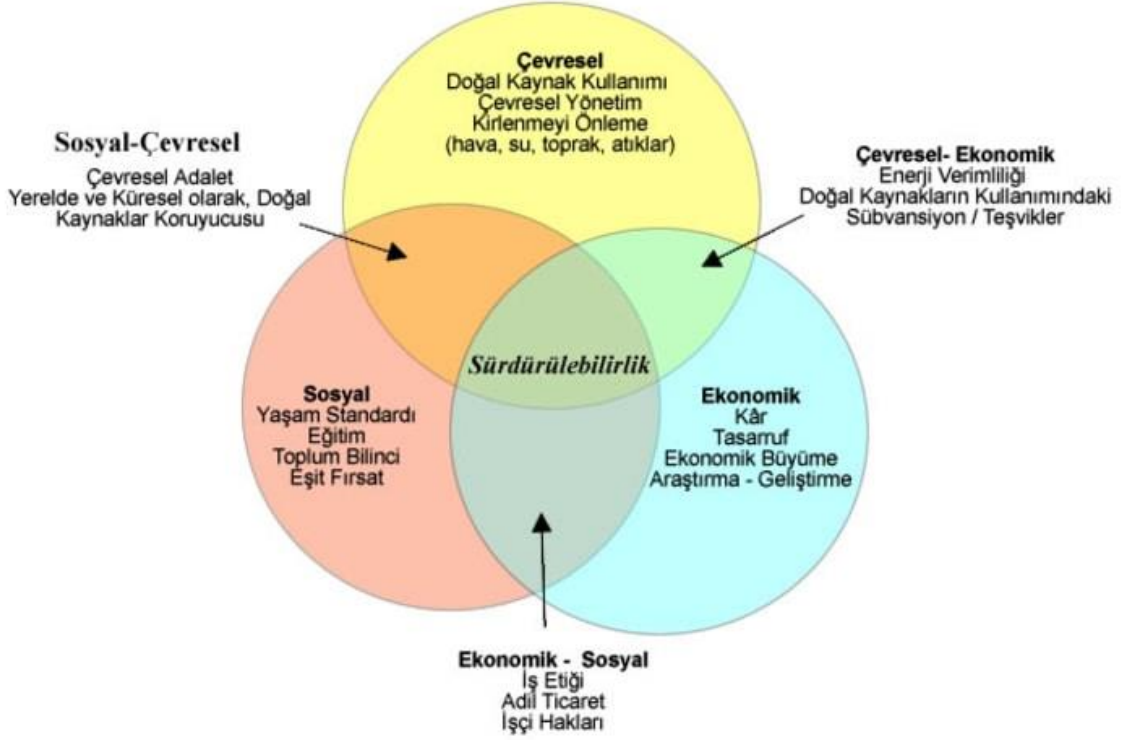 Çevresel
Doğal Kaynak Kullanımı
Çevresel Yönetim
Kirlenmeyi Önleme
(hava, su, toprak, atıklar)
Sosyal-Çevresel
Çevresel Adalet
Yerelde ve Küresel olarak, Doğal
Kaynaklar Koruyucusu
Çevresel- Ekonomik
Enerji Verimliliği
Doğal Kaynakların Kullanımındaki
Sübvansiyon / Teşvikler
Sürdürülebilirlik
Sosyal
Yaşam Standardı
Eğitim
Toplum Bilinci
Eşit Fırsat
Ekonomik
Kâr
Tasarruf
Ekonomik Büyüme
Araştırma - Geliştirme
Ekonomik - Sosyal
İş Etiği
Adil Ticaret
İşçi Hakları